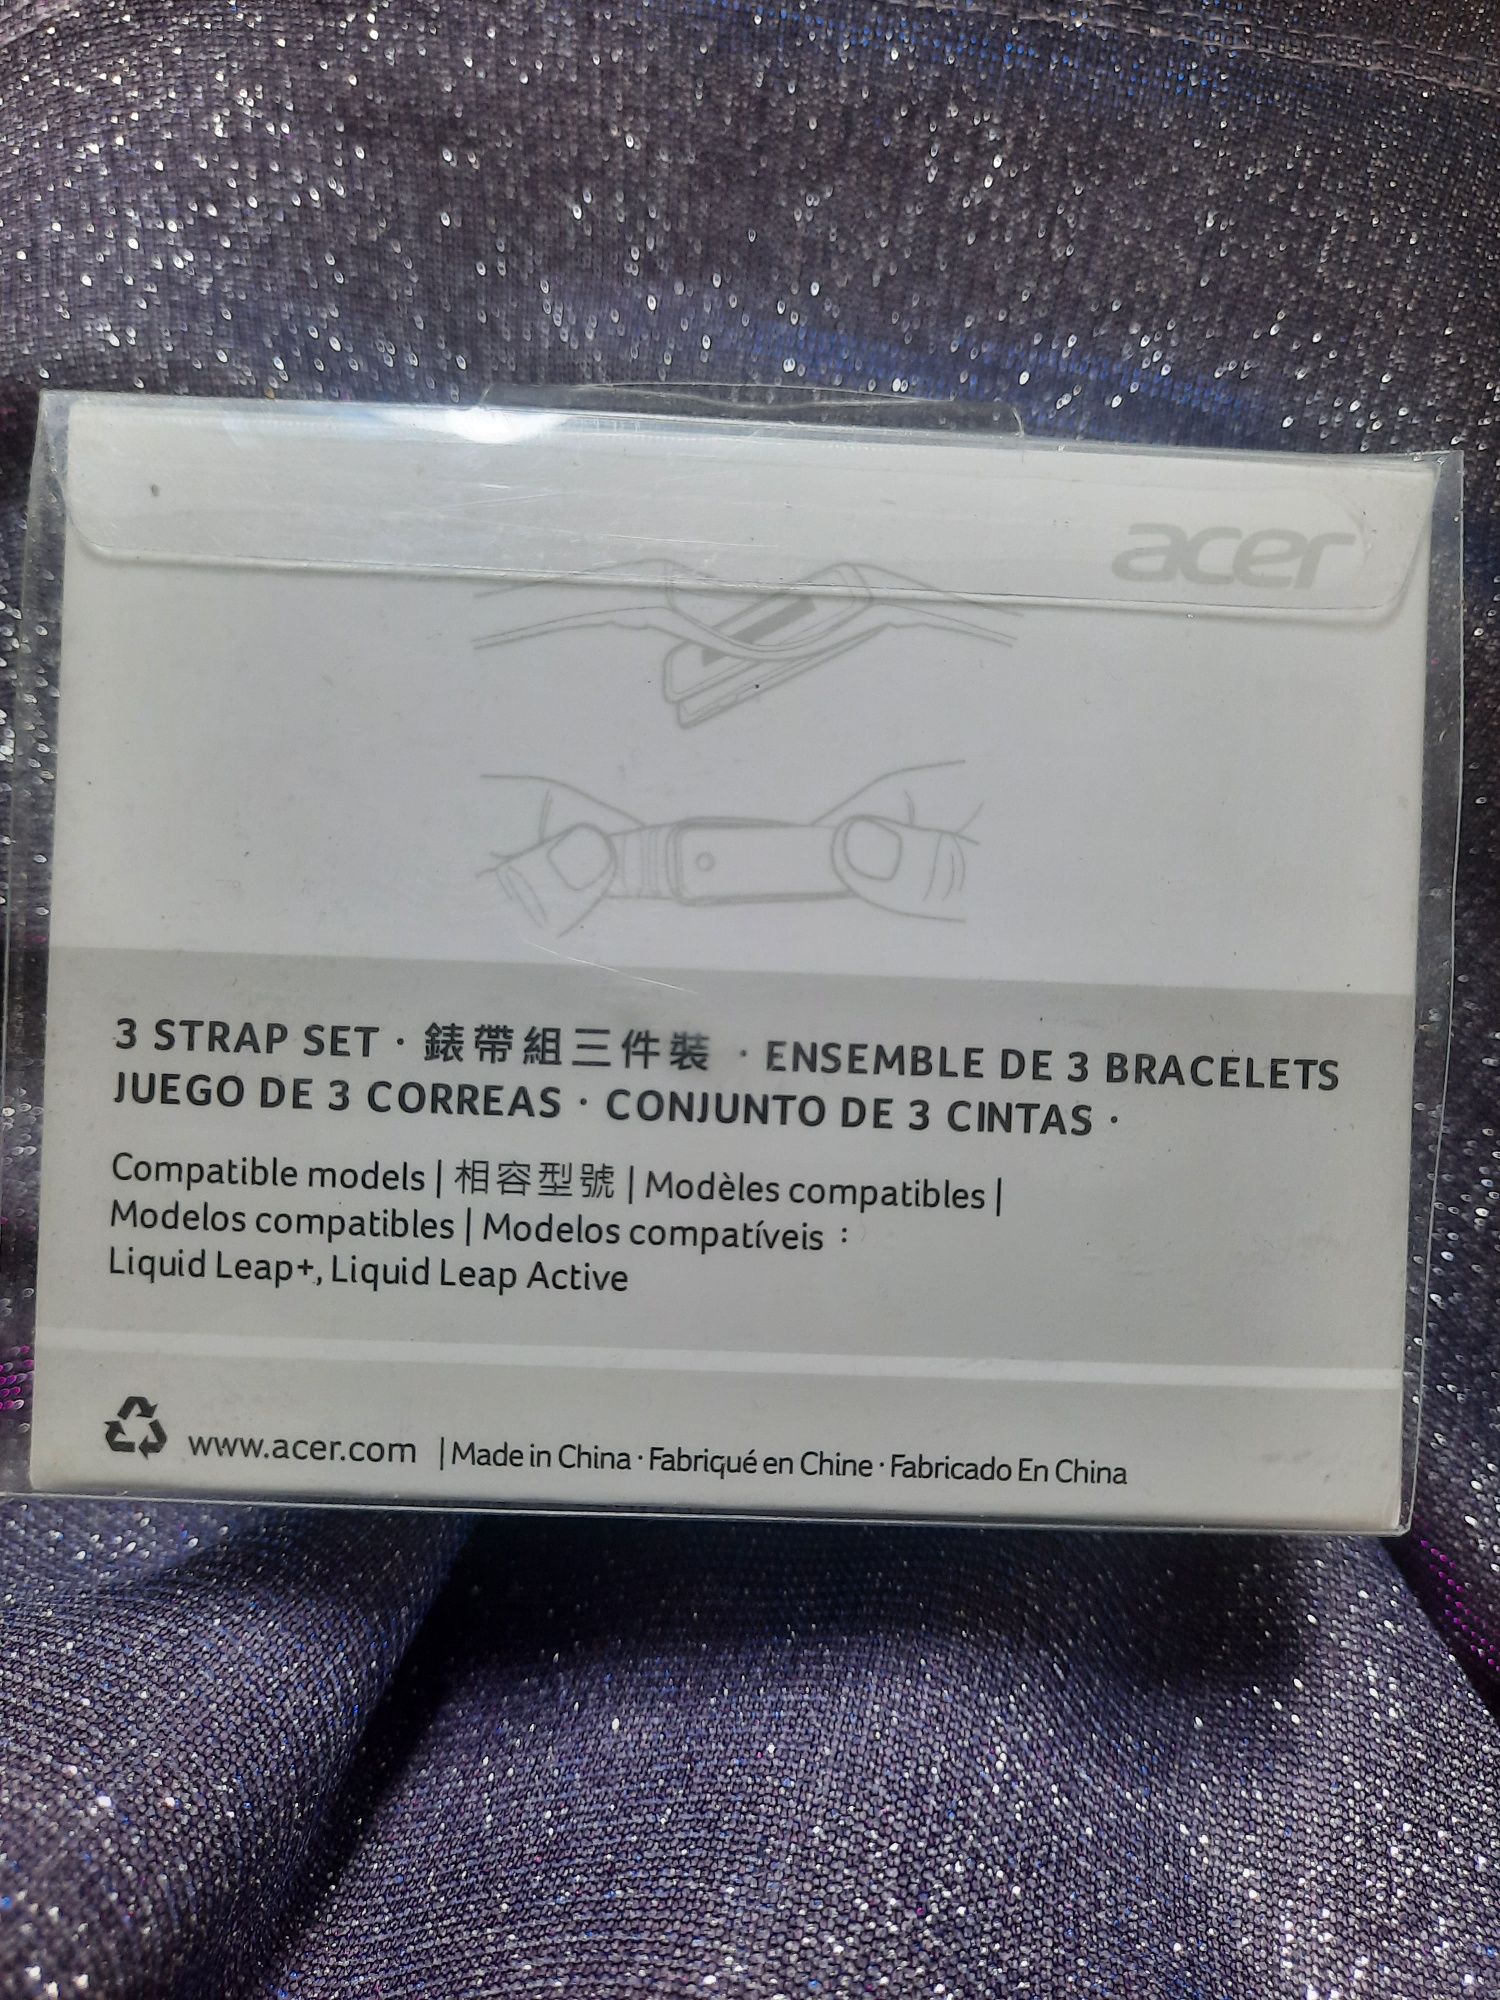 acer
3 STRAP SET · 錶帶組三件裝 · ENSEMBLE DE 3 BRACELETS
JUEGO DE 3 CORREAS · CONJUNTO DE 3 CINTAS ·
Compatible models | 相容型號 | Modèles compatibles |
Modelos compatibles | Modelos compatíveis :
Liquid Leap+, Liquid Leap Active
www.acer.com | Made in China · Fabriqué en Chine · Fabricado En China